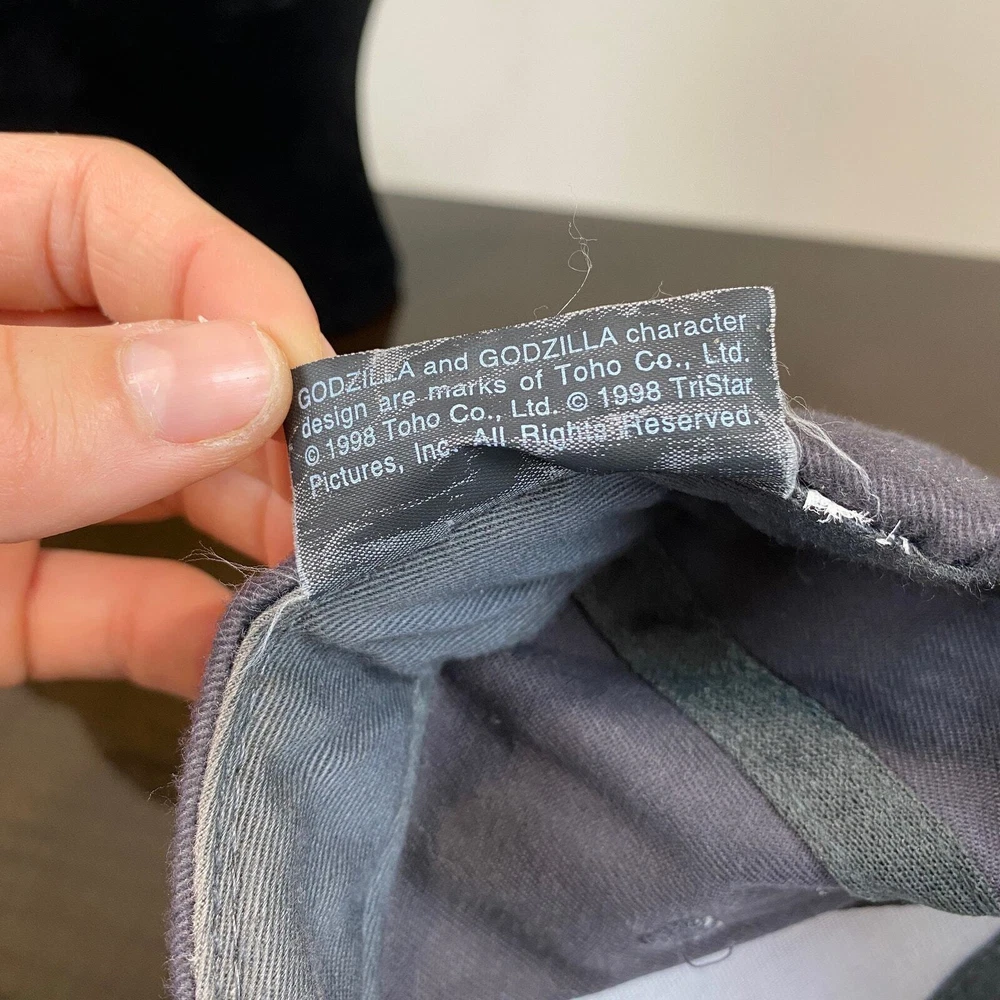 GODZILLA and GODZILLA character
design are marks of Toho Co., Ltd.
© 1998 Toho Co., Ltd. © 1998 TriStar
Pictures, Inc. All Rights Reserved.